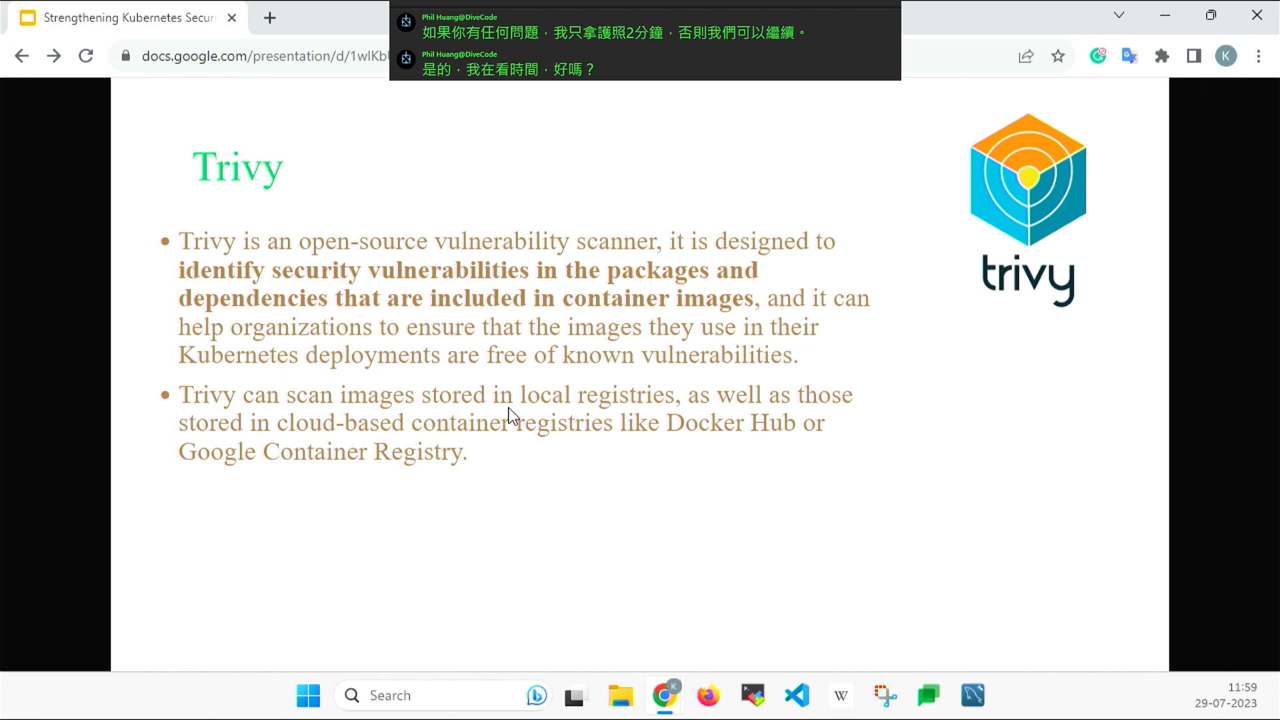 Strengthening Kubernetes Secur
docs.google.com/presentation/d/1wlKb
Phil Huang@DiveCode
如果你有任何問題，我只拿護照2分鐘，否則我們可以繼續。
Phil Huang@DiveCode
是的，我在看時間，好嗎？
K
Trivy
trivy
• Trivy is an open-source vulnerability scanner, it is designed to
identify security vulnerabilities in the packages and
dependencies that are included in container images, and it can
help organizations to ensure that the images they use in their
Kubernetes deployments are free of known vulnerabilities.
• Trivy can scan images stored in local registries, as well as those
stored in cloud-based container registries like Docker Hub or
Google Container Registry.
Search
K
W
11:59
29-07-2023